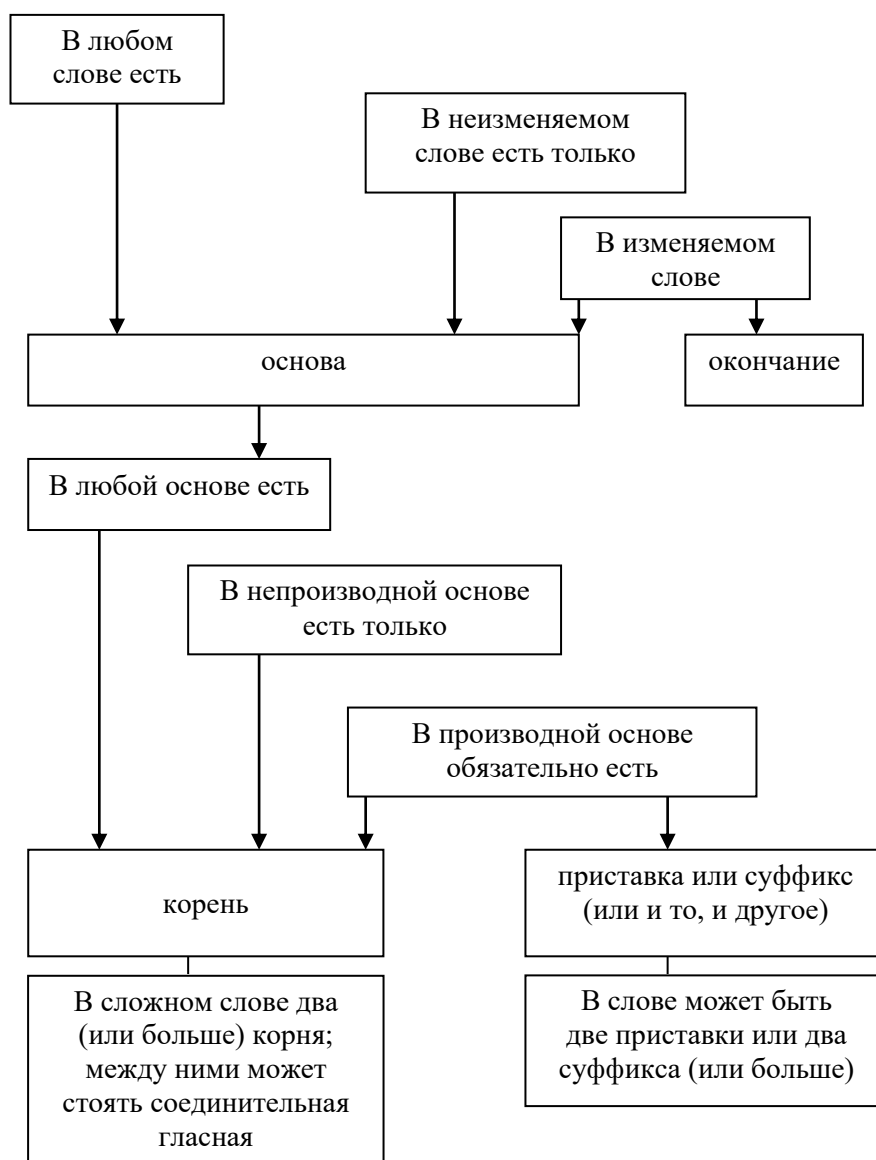 В любом
слове есть
В неизменяемом
слове есть только
В изменяемом
слове
основа
окончание
В любой основе есть
В непроизводной основе
есть только
В производной основе
обязательно есть
корень
приставка или суффикс
(или и то, и другое)
В сложном слове два
(или больше) корня;
между ними может
стоять соединительная
гласная
В слове может быть
две приставки или два
суффикса (или больше)